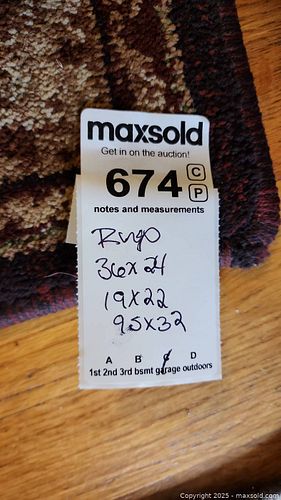 maxsold
Get in on the auction!
674 C
P
notes and measurements
36x24
19x22
95x32
A B C D
1st 2nd 3rd bsmt garage outdoors
Copyright 2025 - maxsold.com